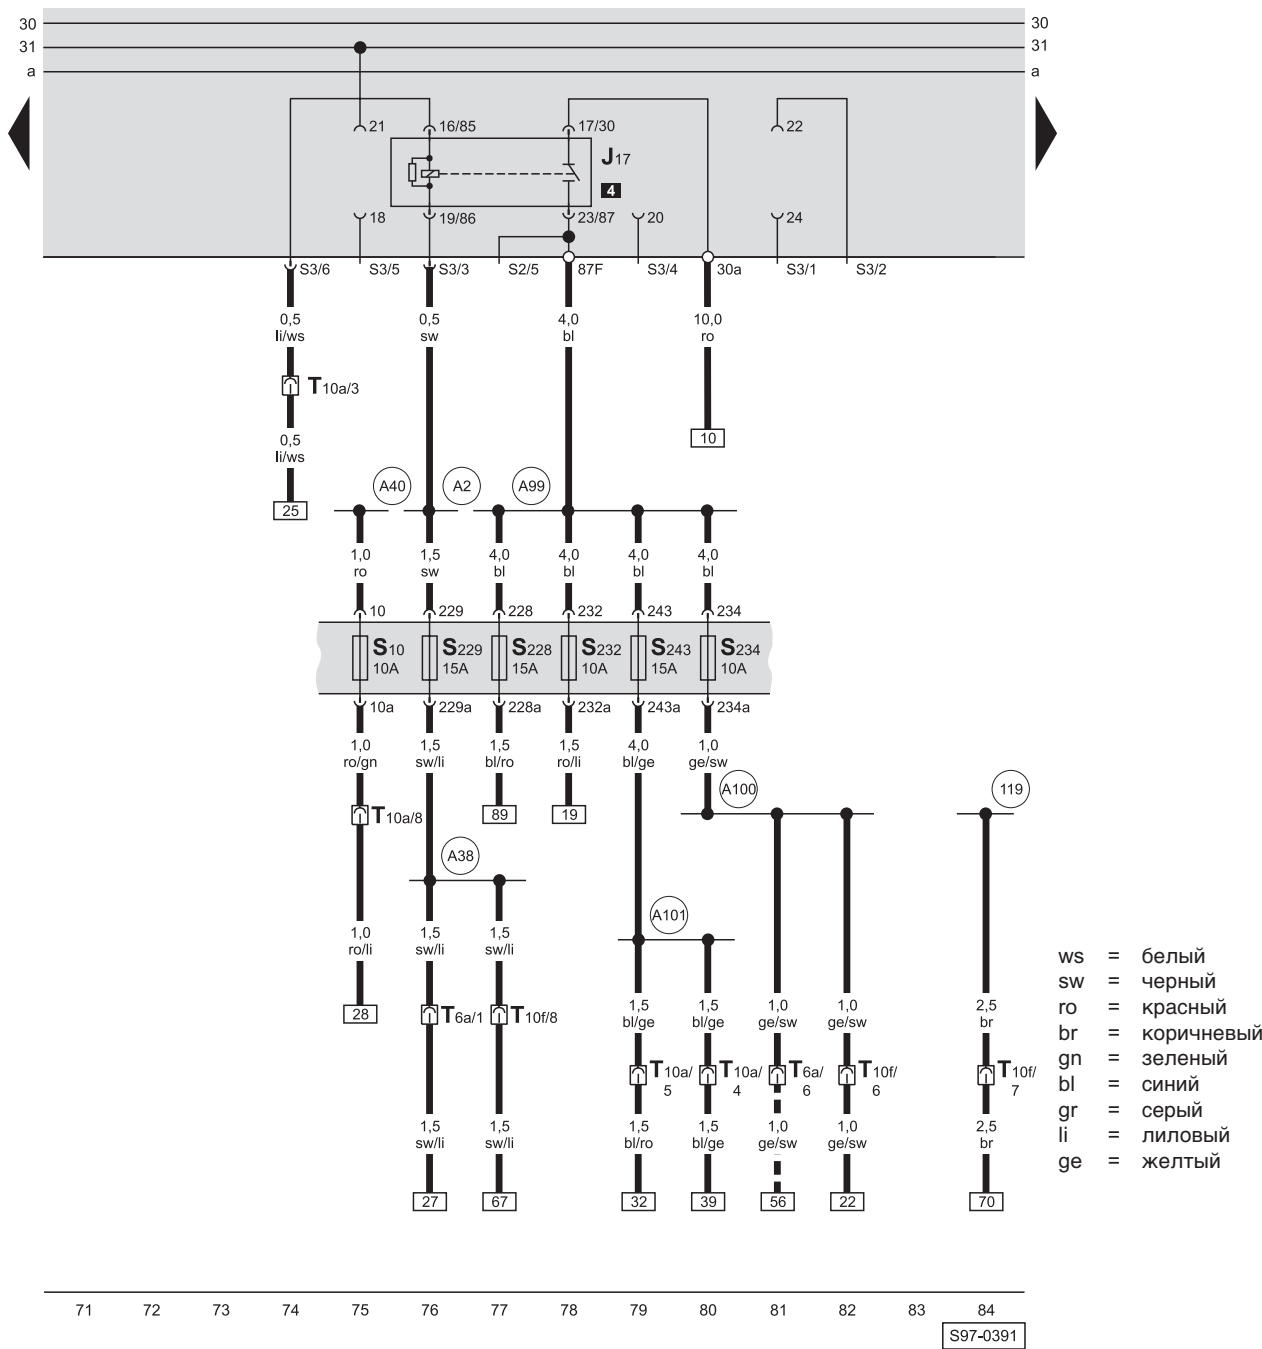 30 30
31 31
a a
21 16/85 17/30 22
J17
4
18 19/86 23/87 20 24
S3/6 S3/5 S3/3 S2/5 87F S3/4 30a S3/1 S3/2
0,5 0,5 4,0 10,0
li/ws sw bl ro
T10a/3
0,5
li/ws
10
A40 A2 A99
25
1,0 1,5 4,0 4,0 4,0 4,0
ro sw bl bl bl bl
10 229 228 232 243 234
S10 S229 S228 S232 S243 S234
10A 15A 15A 10A 15A 10A
10a 229a 228a 232a 243a 234a
1,0 1,5 1,5 1,5 4,0 1,0
ro/gn sw/li bl/ro ro/li bl/ge ge/sw
A100 119
T10a/8 89 19
A38
A101
1,0 1,5 1,5
ro/li sw/li sw/li
28 T6a/1 T10f/8
1,5 1,5 1,0 1,0 2,5
bl/ge bl/ge ge/sw ge/sw br
T10a/ T10a/ T6a/ T10f/ T10f/
5 4 6 6 7
1,5 1,5 1,5 1,5 1,0 1,0 2,5
sw/li sw/li bl/ro bl/ge ge/sw ge/sw br
27 67 32 39 56 22 70
ws = белый
sw = черный
ro = красный
br = коричневый
gn = зеленый
bl = синий
gr = серый
li = лиловый
ge = желтый
71 72 73 74 75 76 77 78 79 80 81 82 83 84
S97-0391